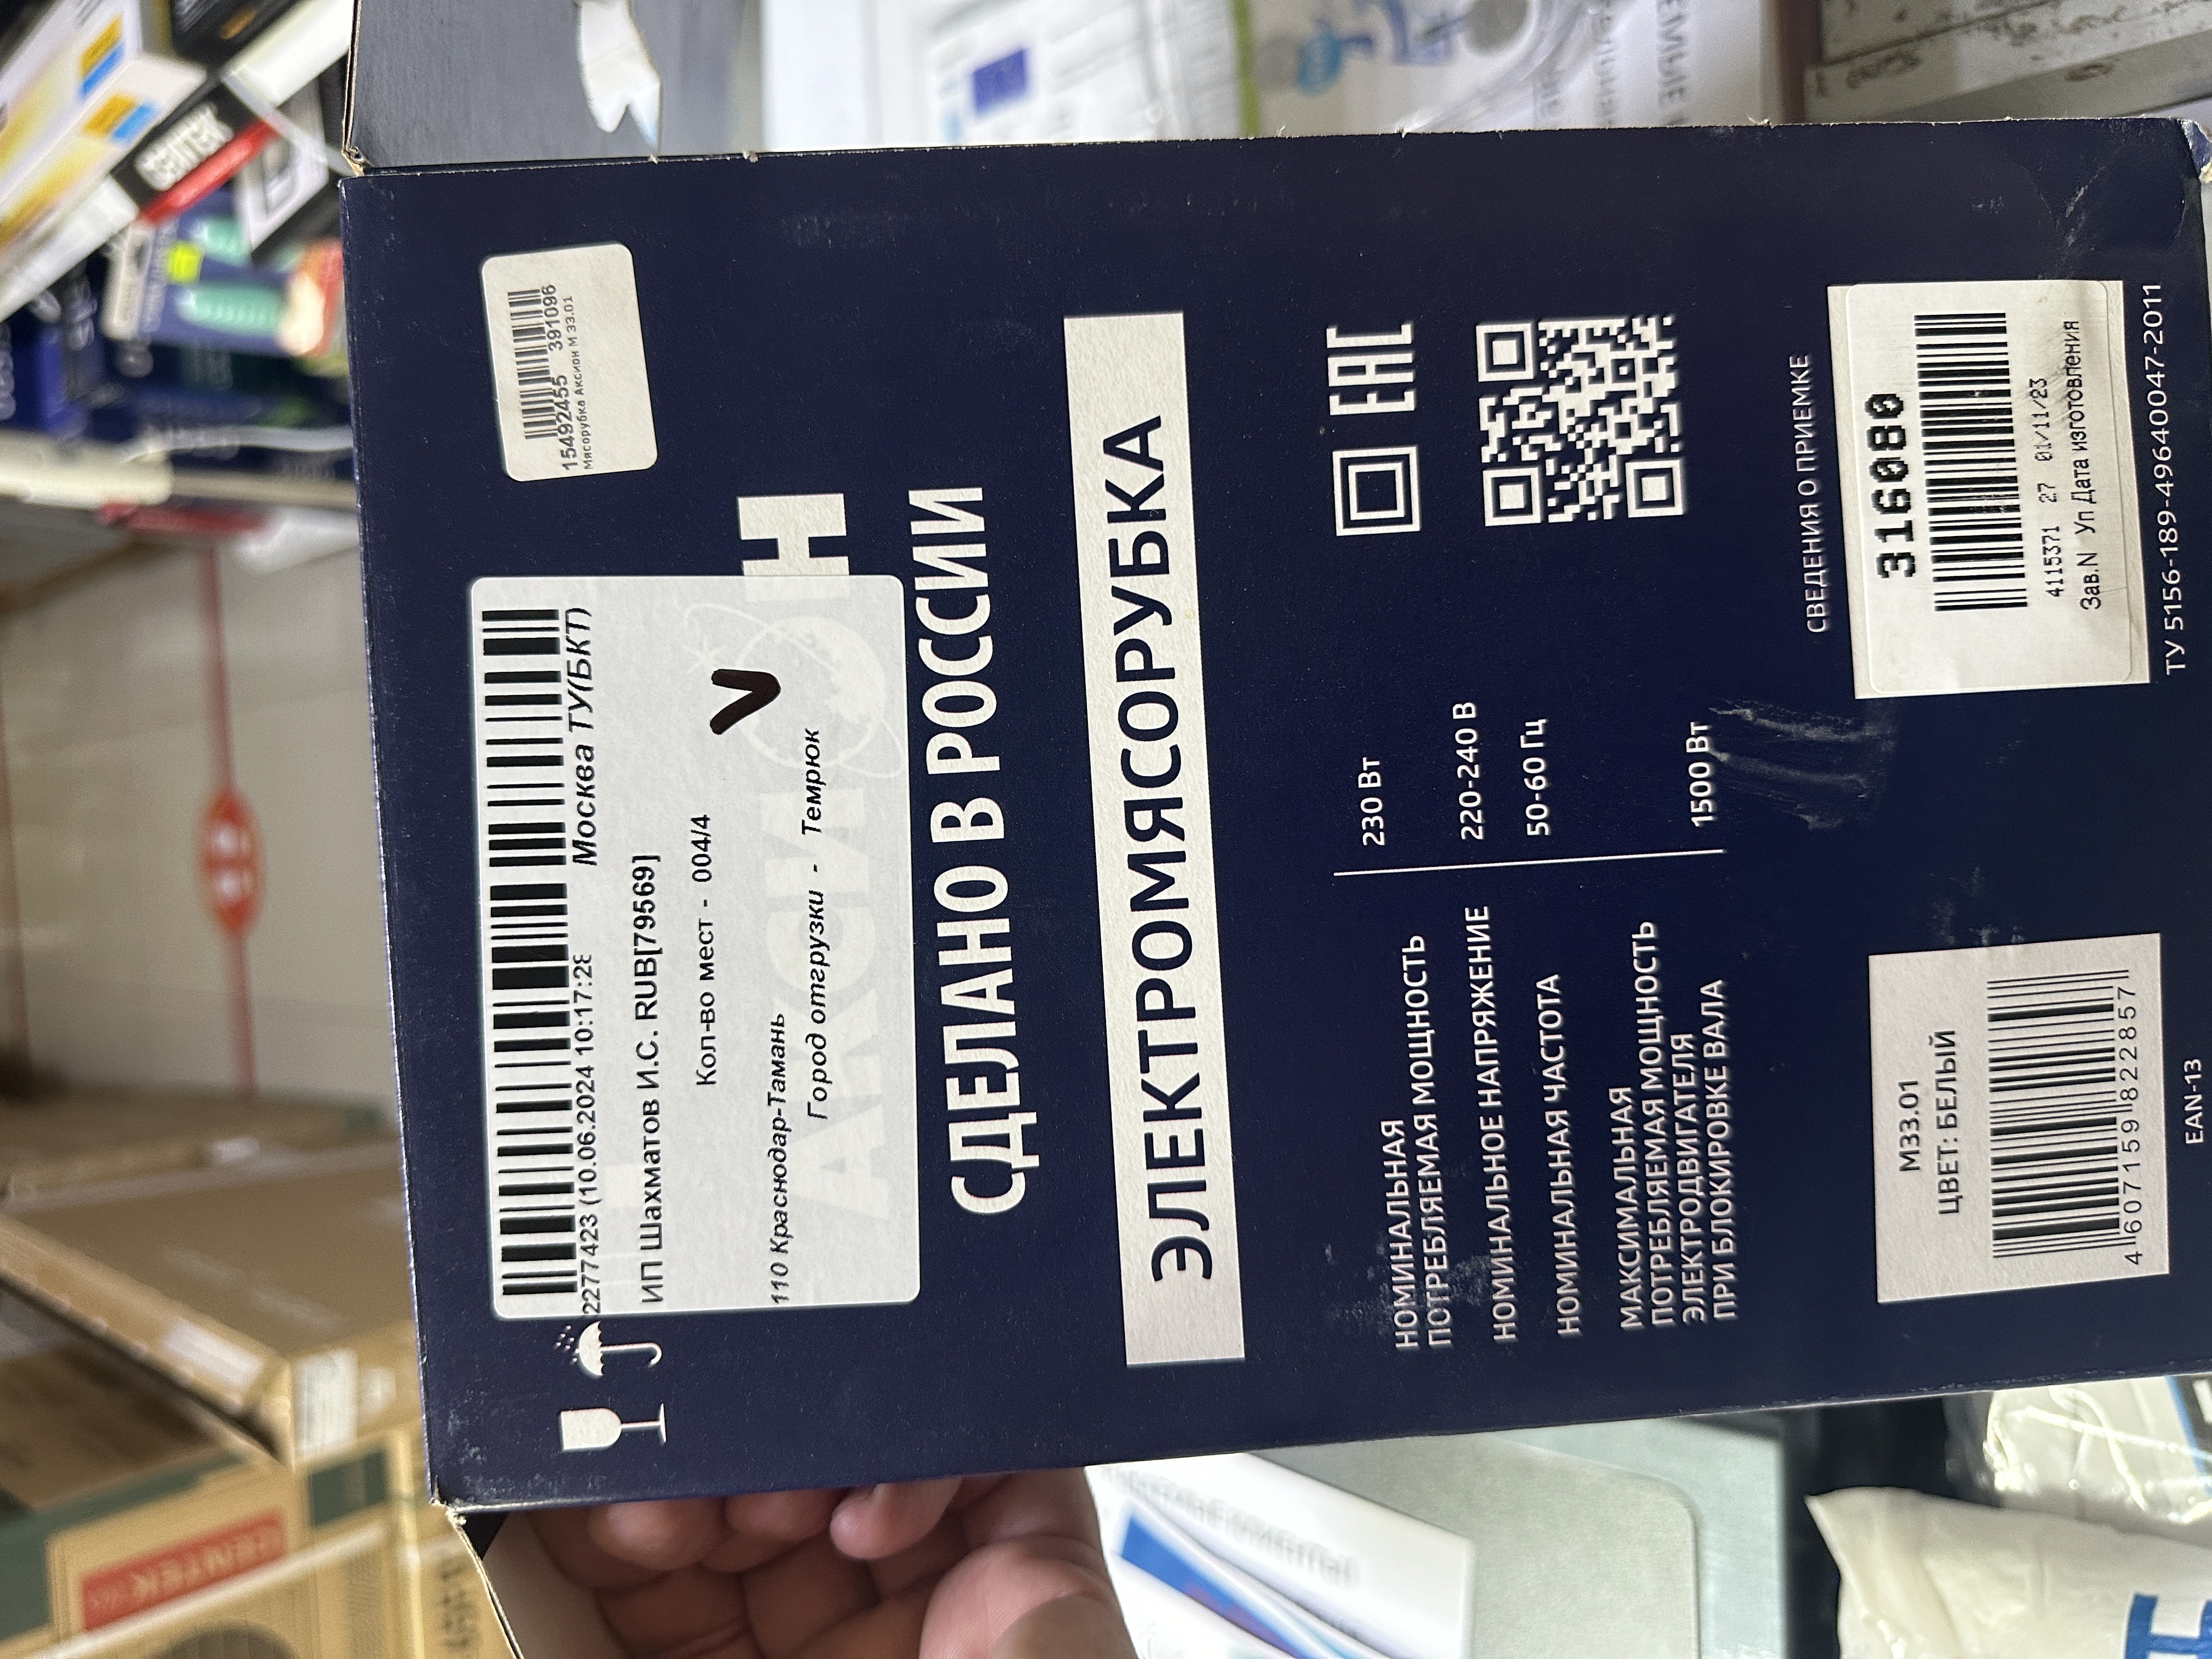 15492455 391096
Мясорубка Аксион М 33.01
2277423 (10.06.2024 10:17:28
Москва ТУ(БКТ)
ИП Шахматов И.С. RUB[79569]
Кол-во мест - 004/4
110 Краснодар-Тамань
Город отгрузки - Темрюк
V
АКСИОН
СДЕЛАНО В РОССИИ
ЭЛЕКТРОМЯСОРУБКА
НОМИНАЛЬНАЯ
ПОТРЕБЛЯЕМАЯ МОЩНОСТЬ
230 Вт
НОМИНАЛЬНОЕ НАПРЯЖЕНИЕ
220-240 В
НОМИНАЛЬНАЯ ЧАСТОТА
50-60 Гц
МАКСИМАЛЬНАЯ
ПОТРЕБЛЯЕМАЯ МОЩНОСТЬ
ЭЛЕКТРОДВИГАТЕЛЯ
ПРИ БЛОКИРОВКЕ ВАЛА
1500 Вт
EAC
М33.01
ЦВЕТ: БЕЛЫЙ
4 607159 822857
EAN-13
СВЕДЕНИЯ О ПРИЕМКЕ
316080
4115371 27 01/11/23
Зав.N Уп Дата изготовления
ТУ 5156-189-49640047-2011
CENTEK
CENTEK